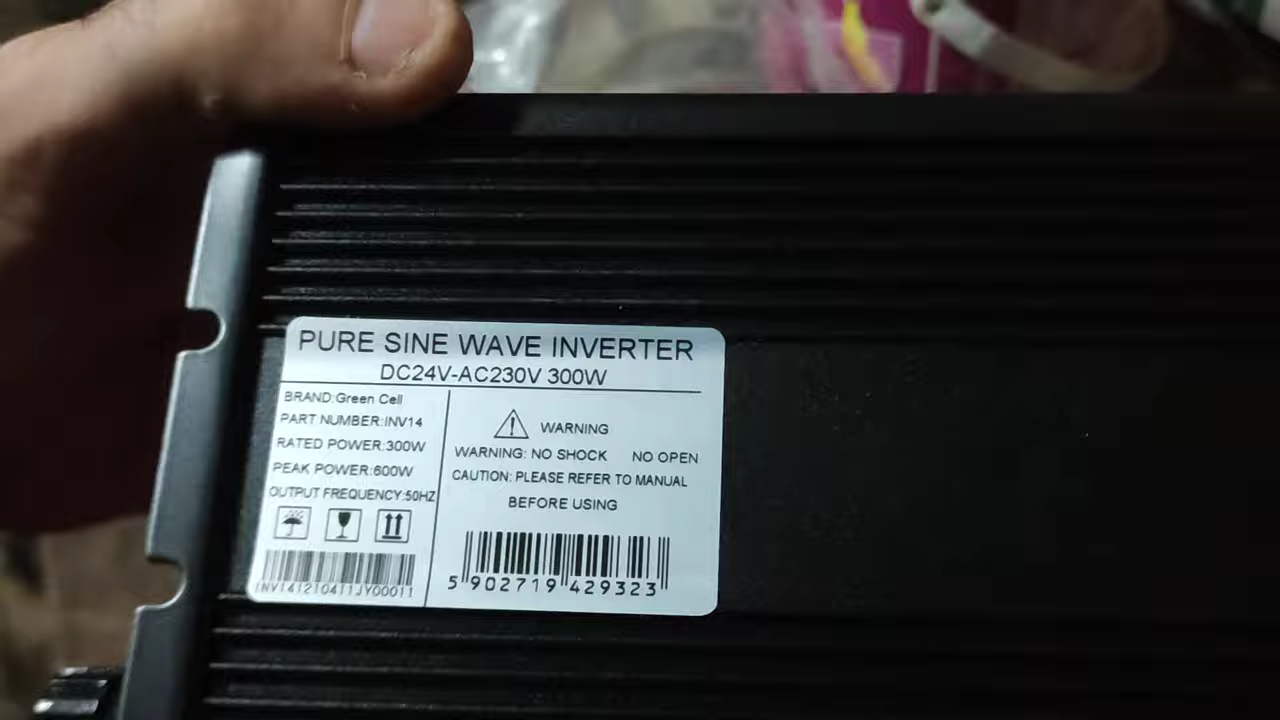 PURE SINE WAVE INVERTER
DC24V-AC230V 300W
BRAND:Green Cell
PART NUMBER:INV14
RATED POWER:300W
PEAK POWER:600W
OUTPUT FREQUENCY:50HZ
INV141210411JY00011
WARNING
WARNING: NO SHOCK NO OPEN
CAUTION: PLEASE REFER TO MANUAL
BEFORE USING
5 902719 429323